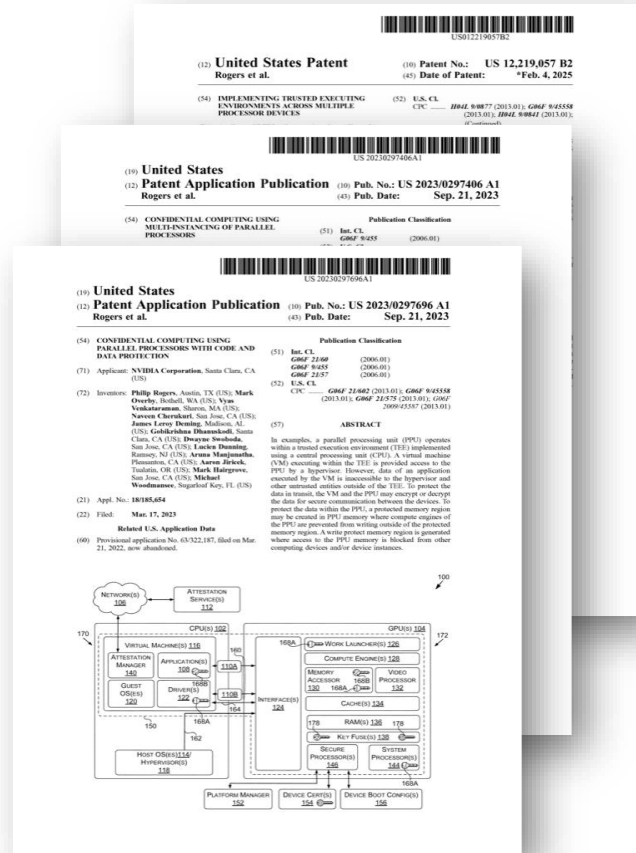 US012219057B2
(12) United States Patent
Rogers et al.
(10) Patent No.: US 12,219,057 B2
(45) Date of Patent: *Feb. 4, 2025
(54) IMPLEMENTING TRUSTED EXECUTING
ENVIRONMENTS ACROSS MULTIPLE
PROCESSOR DEVICES
(52) U.S. Cl.
CPC ........ H04L 9/0877 (2013.01); G06F 9/45558
(2013.01); H04L 9/0841 (2013.01);
(Continued)
US 20230297406A1
(19) United States
(12) Patent Application Publication
Rogers et al.
(10) Pub. No.: US 2023/0297406 A1
(43) Pub. Date: Sep. 21, 2023
(54) CONFIDENTIAL COMPUTING USING
MULTI-INSTANCING OF PARALLEL
PROCESSORS
Publication Classification
(51) Int. Cl.
G06F 9/455 (2006.01)
US 20230297696A1
(19) United States
(12) Patent Application Publication
Rogers et al.
(10) Pub. No.: US 2023/0297696 A1
(43) Pub. Date: Sep. 21, 2023
(54) CONFIDENTIAL COMPUTING USING
PARALLEL PROCESSORS WITH CODE AND
DATA PROTECTION
(71) Applicant: NVIDIA Corporation, Santa Clara, CA
(US)
(72) Inventors: Philip Rogers, Austin, TX (US); Mark
Overby, Bothell, WA (US); Vyas
Venkataraman, Sharon, MA (US);
Naveen Cherukuri, San Jose, CA (US);
James Leroy Deming, Madison, AL
(US); Gobikrishna Dhanuskodi, Santa
Clara, CA (US); Dwayne Swoboda,
San Jose, CA (US); Lucien Dunning,
Ramsey, NJ (US); Aruna Manjunatha,
Pleasanton, CA (US); Aaron Jiricek,
Tualatin, OR (US); Mark Hairgrove,
San Jose, CA (US); Michael
Woodmansee, Sugarloaf Key, FL (US)
(21) Appl. No.: 18/185,654
(22) Filed: Mar. 17, 2023
Related U.S. Application Data
(60) Provisional application No. 63/322,187, filed on Mar.
21, 2022, now abandoned.
Publication Classification
(51) Int. Cl.
G06F 21/60 (2006.01)
G06F 9/455 (2006.01)
G06F 21/57 (2006.01)
(52) U.S. Cl.
CPC ........ G06F 21/602 (2013.01); G06F 9/45558
(2013.01); G06F 21/575 (2013.01); G06F
2009/45587 (2013.01)
(57) ABSTRACT
In examples, a parallel processing unit (PPU) operates
within a trusted execution environment (TEE) implemented
using a central processing unit (CPU). A virtual machine
(VM) executing within the TEE is provided access to the
PPU by a hypervisor. However, data of an application
executed by the VM is inaccessible to the hypervisor and
other untrusted entities outside of the TEE. To protect the
data in transit, the VM and the PPU may encrypt or decrypt
the data for secure communication between the devices. To
protect the data within the PPU, a protected memory region
may be created in PPU memory where compute engines of
the PPU are prevented from writing outside of the protected
memory region. A write protect memory region is generated
where access to the PPU memory is blocked from other
computing devices and/or device instances.
100
NETWORK(S)
106
ATTESTATION
SERVICE(S)
112
170
CPU(S) 102
160
GPU(S) 104
172
VIRTUAL MACHINE(S) 116
ATTESTATION
MANAGER
140
APPLICATION(S)
108
168B
GUEST
OS(ES)
120
DRIVER(S)
122
168A
110A
110B
164
150
162
HOST OS(ES)114/
HYPERVISOR(S)
118
INTERFACE(S)
124
168A
WORK LAUNCHER(S) 126
COMPUTE ENGINE(S) 128
MEMORY
ACCESSOR
130
168B
168A
VIDEO
PROCESSOR
132
CACHE(S) 134
178
RAM(S) 136
178
KEY FUSE(S) 138
SECURE
PROCESSOR(S)
146
SYSTEM
PROCESSOR(S)
144
168A
PLATFORM MANAGER
152
DEVICE CERT(S)
154
DEVICE BOOT CONFIG(S)
156